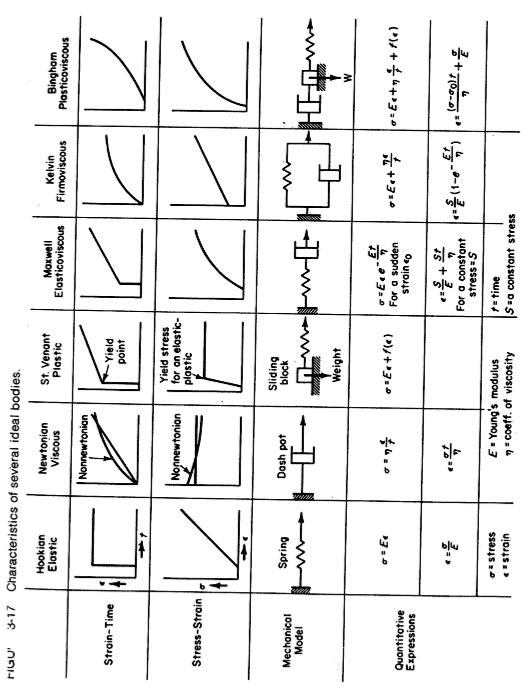 FIGU 3-17 Characteristics of several ideal bodies.
Hookian
Elastic
Newtonian
Viscous
St. Venant
Plastic
Maxwell
Elasticoviscous
Kelvin
Firmoviscous
Bingham
Plasticoviscous
Strain-Time
ϵ
t
Nonnewtonian
Yield
point
Stress-Strain
σ
ϵ
Nonnewtonian
Yield stress
for an elastic-
plastic
Mechanical
Model
Spring
Dash pot
Sliding
block
Weight
W
Quantitative
Expressions
σ = Eϵ
σ = η ϵ/t
σ = Eϵ + f(ϵ)
σ = Eϵ e^-Et/η
For a sudden
strain ϵ0
σ = Eϵ + ηϵ/t
σ = Eϵ + η ϵ/t + f(ϵ)
ϵ = σ/E
ϵ = σt/η
ϵ = S/E + St/η
For a constant
stress = S
ϵ = S/E (1-e^-Et/η)
ϵ = (σ-σ0)t/η + σ/E
σ = stress
ϵ = strain
E = Young's modulus
η = coeff. of viscosity
t = time
S = a constant stress